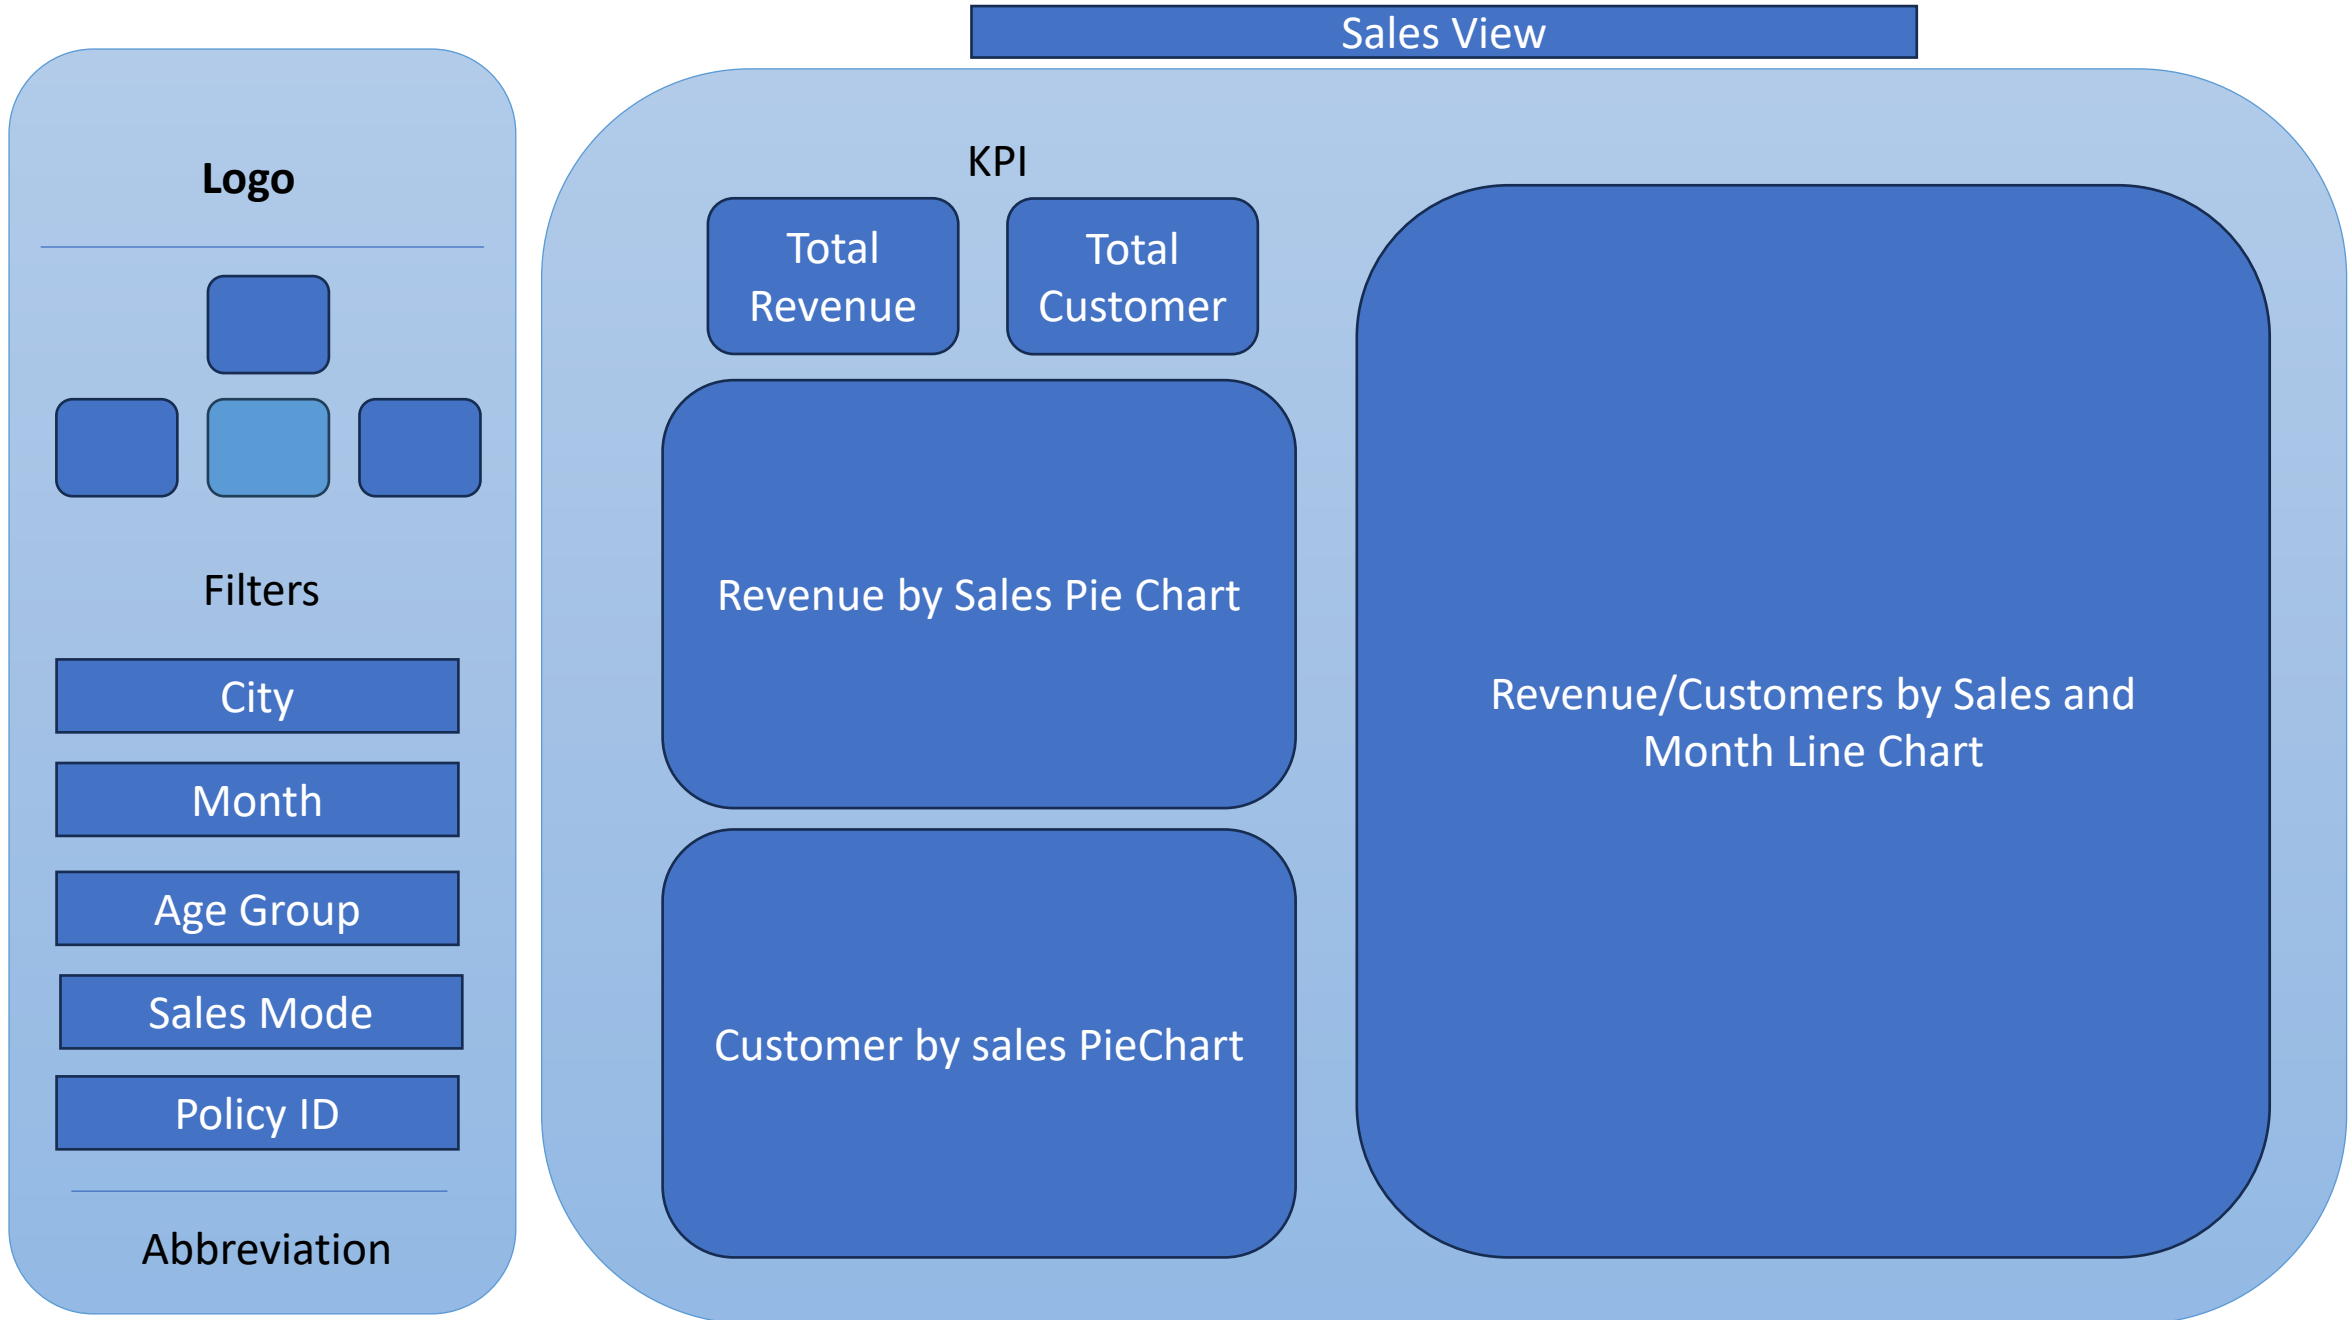 Sales View
Logo
Filters
City
Month
Age Group
Sales Mode
Policy ID
Abbreviation
KPI
Total
Revenue
Total
Customer
Revenue by Sales Pie Chart
Customer by sales PieChart
Revenue/Customers by Sales and
Month Line Chart